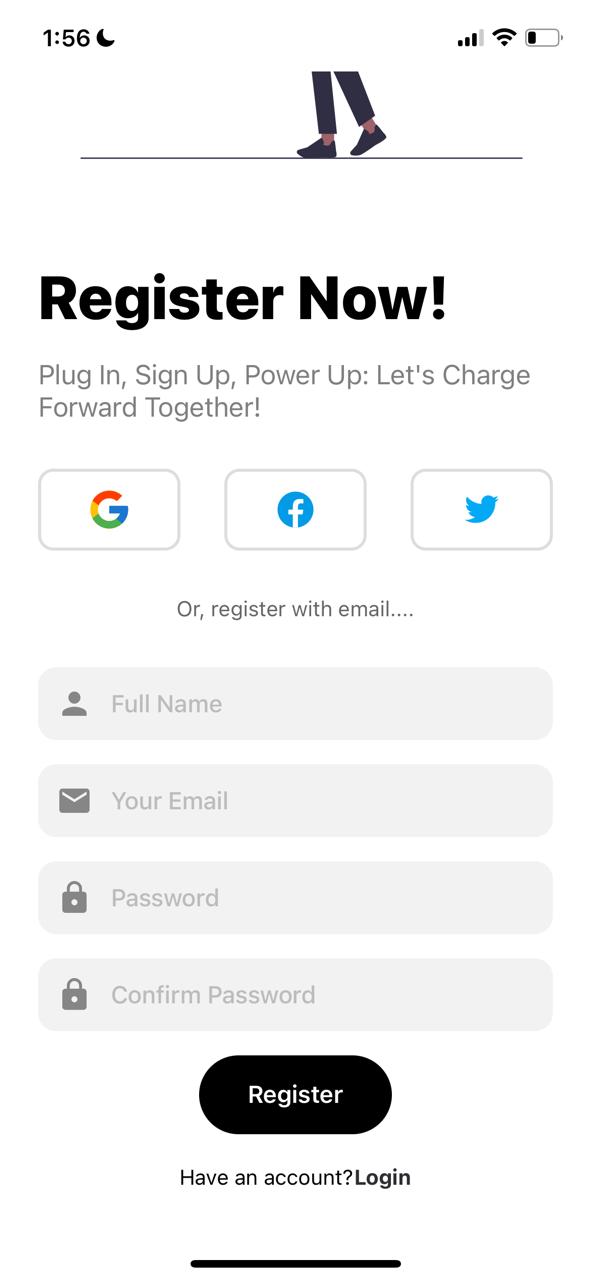 1:56
Register Now!
Plug In, Sign Up, Power Up: Let's Charge
Forward Together!
Or, register with email....
Full Name
Your Email
Password
Confirm Password
Register
Have an account?Login